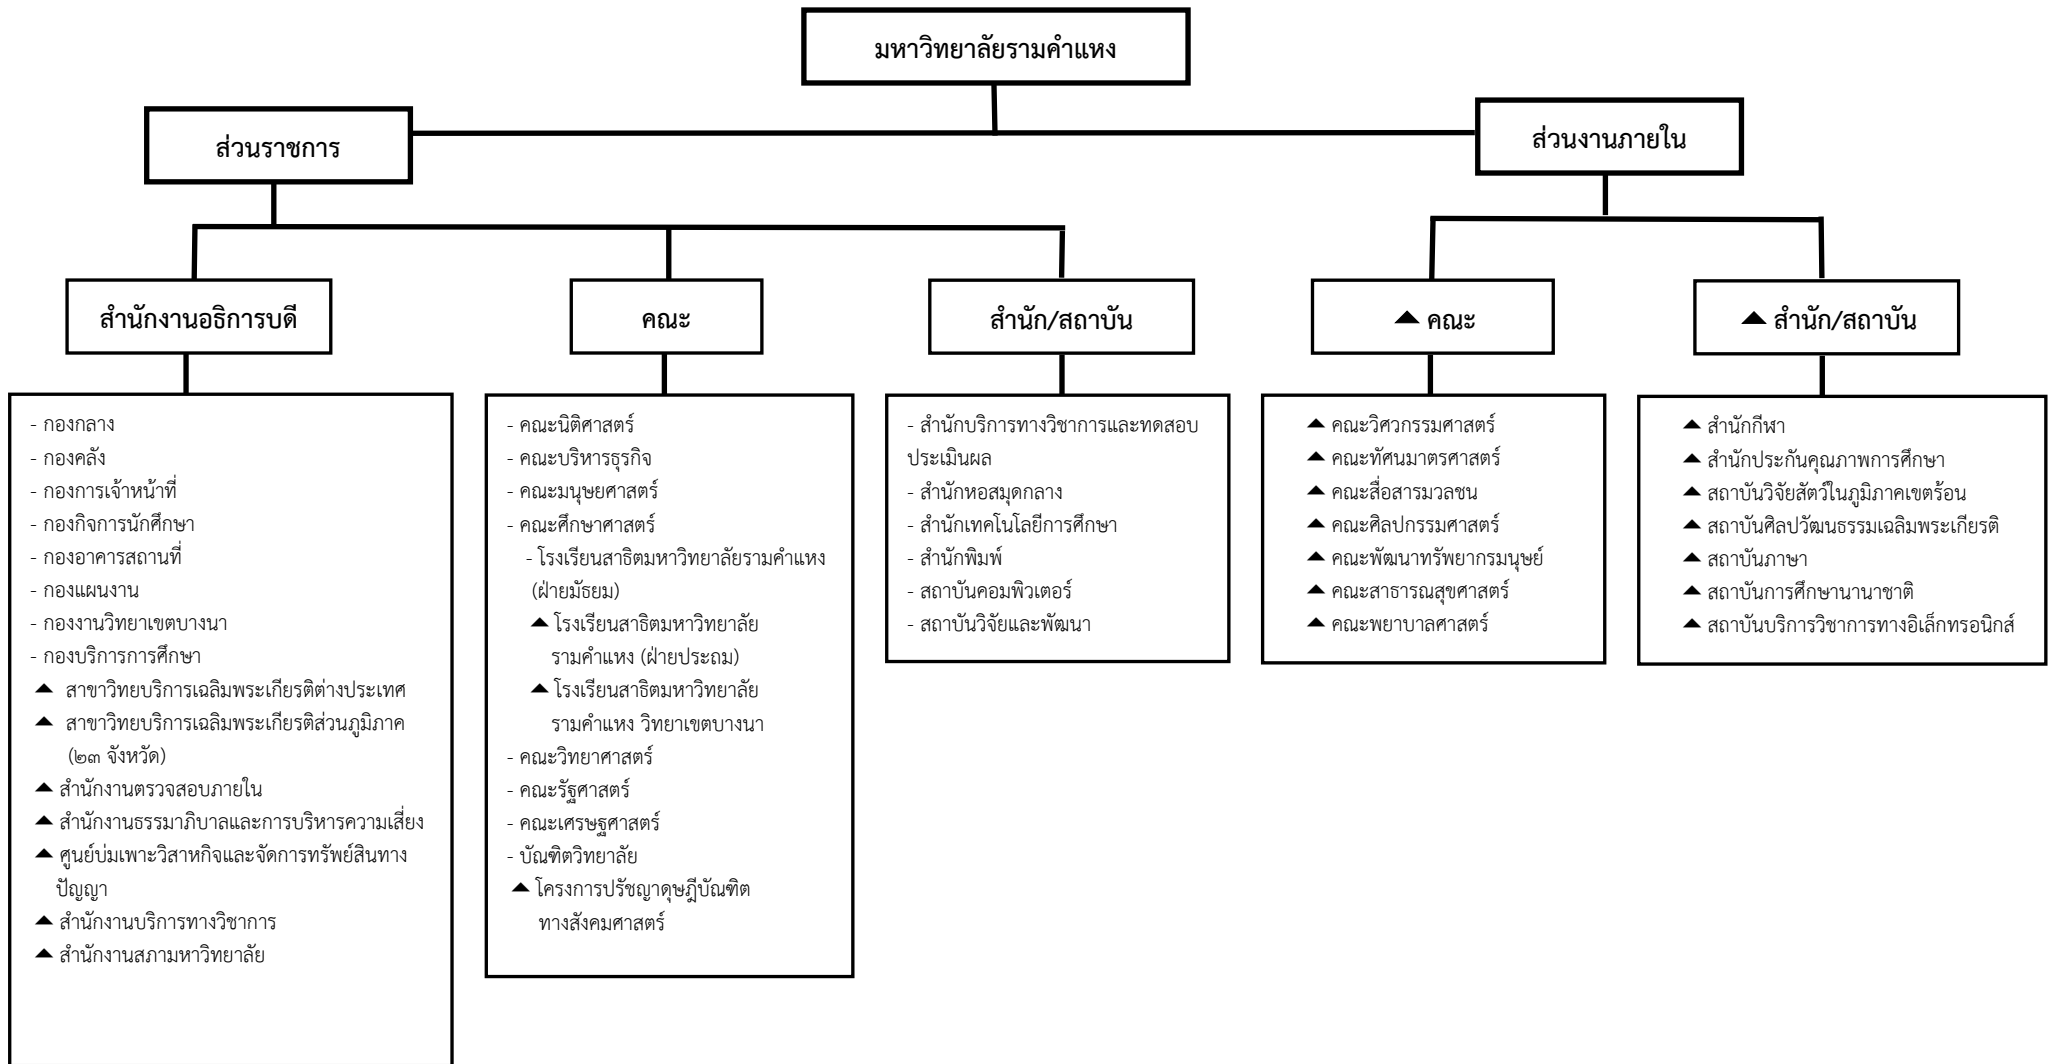 มหาวิทยาลัยรามคำแหง
ส่วนราชการ
ส่วนงานภายใน
สำนักงานอธิการบดี
คณะ
สำนัก/สถาบัน
▲ คณะ
▲ สำนัก/สถาบัน
- กองกลาง
- กองคลัง
- กองการเจ้าหน้าที่
- กองกิจการนักศึกษา
- กองอาคารสถานที่
- กองแผนงาน
- กองงานวิทยาเขตบางนา
- กองบริการการศึกษา
▲ สาขาวิทยบริการเฉลิมพระเกียรติต่างประเทศ
▲ สาขาวิทยบริการเฉลิมพระเกียรติส่วนภูมิภาค
(๒๓ จังหวัด)
▲ สำนักงานตรวจสอบภายใน
▲ สำนักงานธรรมาภิบาลและการบริหารความเสี่ยง
▲ ศูนย์บ่มเพาะวิสาหกิจและจัดการทรัพย์สินทาง
ปัญญา
▲ สำนักงานบริการทางวิชาการ
▲ สำนักงานสภามหาวิทยาลัย
- คณะนิติศาสตร์
- คณะบริหารธุรกิจ
- คณะมนุษยศาสตร์
- คณะศึกษาศาสตร์
- โรงเรียนสาธิตมหาวิทยาลัยรามคำแหง
(ฝ่ายมัธยม)
▲ โรงเรียนสาธิตมหาวิทยาลัย
รามคำแหง (ฝ่ายประถม)
▲ โรงเรียนสาธิตมหาวิทยาลัย
รามคำแหง วิทยาเขตบางนา
- คณะวิทยาศาสตร์
- คณะรัฐศาสตร์
- คณะเศรษฐศาสตร์
- บัณฑิตวิทยาลัย
▲ โครงการปรัชญาดุษฎีบัณฑิต
ทางสังคมศาสตร์
- สำนักบริการทางวิชาการและทดสอบ
ประเมินผล
- สำนักหอสมุดกลาง
- สำนักเทคโนโลยีการศึกษา
- สำนักพิมพ์
- สถาบันคอมพิวเตอร์
- สถาบันวิจัยและพัฒนา
▲ คณะวิศวกรรมศาสตร์
▲ คณะทัศนมาตรศาสตร์
▲ คณะสื่อสารมวลชน
▲ คณะศิลปกรรมศาสตร์
▲ คณะพัฒนาทรัพยากรมนุษย์
▲ คณะสาธารณสุขศาสตร์
▲ คณะพยาบาลศาสตร์
▲ สำนักกีฬา
▲ สำนักประกันคุณภาพการศึกษา
▲ สถาบันวิจัยสัตว์ในภูมิภาคเขตร้อน
▲ สถาบันศิลปวัฒนธรรมเฉลิมพระเกียรติ
▲ สถาบันภาษา
▲ สถาบันการศึกษานานาชาติ
▲ สถาบันบริการวิชาการทางอิเล็กทรอนิกส์